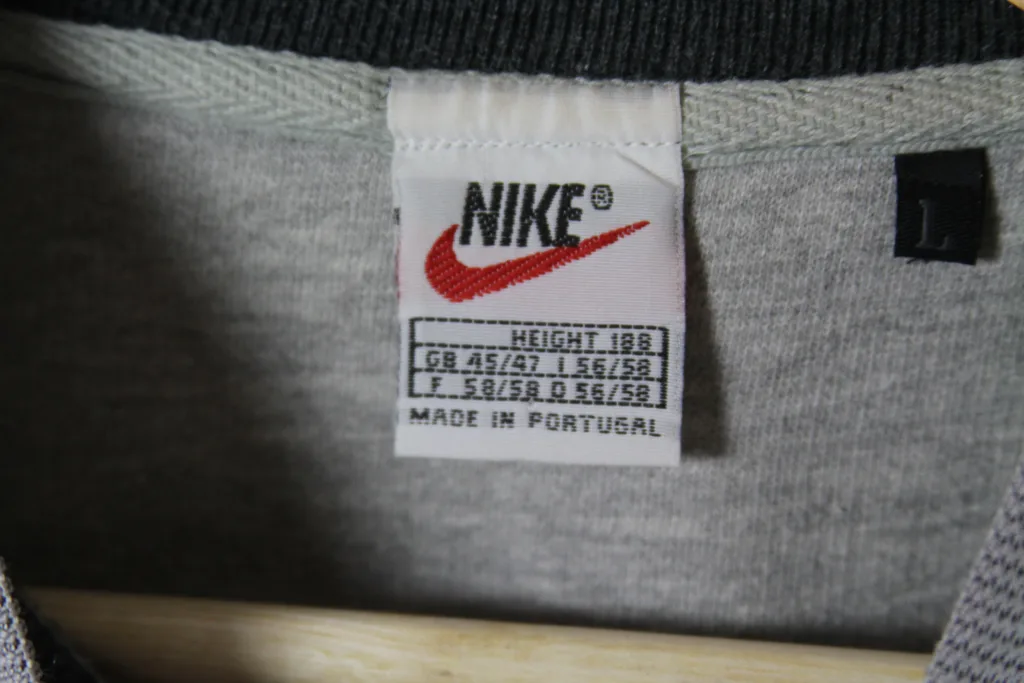 NIKE®
HEIGHT 188
GB 45/47 I 56/58
F 58/58 D 56/58
MADE IN PORTUGAL
L